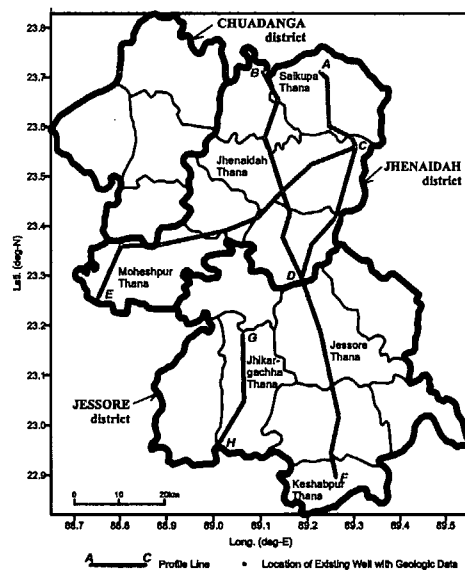 CHUADANGA
district
B
A
Saikupa
Thana
C
Jhenaidah
Thana
JHENAIDAH
district
Moheshpur
Thana
D
E
G
Jhikar-
gachha
Thana
Jessore
Thana
JESSORE
district
H
F
Keshabpur
Thana
0 10 20km
23.8
23.7
23.6
23.5
23.4
23.3
23.2
23.1
23.0
22.9
Lati. (deg-N)
88.7 88.8 88.9 89.0 89.1 89.2 89.3 89.4 89.5
Long. (deg-E)
A C Profile Line • Location of Existing Well with Geologic Data